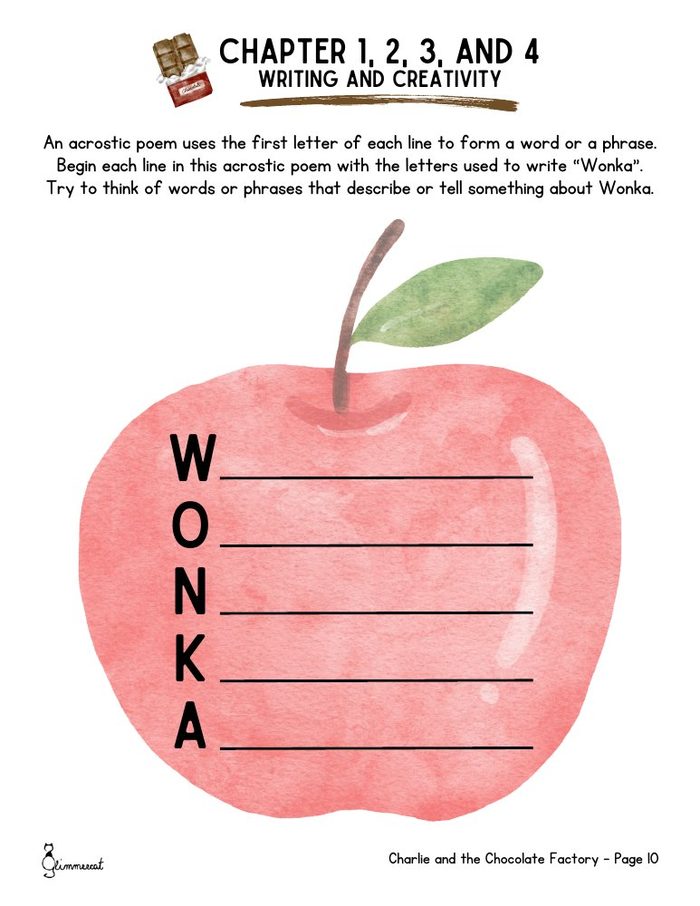 CHAPTER 1, 2, 3, AND 4
WRITING AND CREATIVITY
An acrostic poem uses the first letter of each line to form a word or a phrase.
Begin each line in this acrostic poem with the letters used to write “Wonka”.
Try to think of words or phrases that describe or tell something about Wonka.
W
O
N
K
A
Glimmercat
Charlie and the Chocolate Factory - Page 10